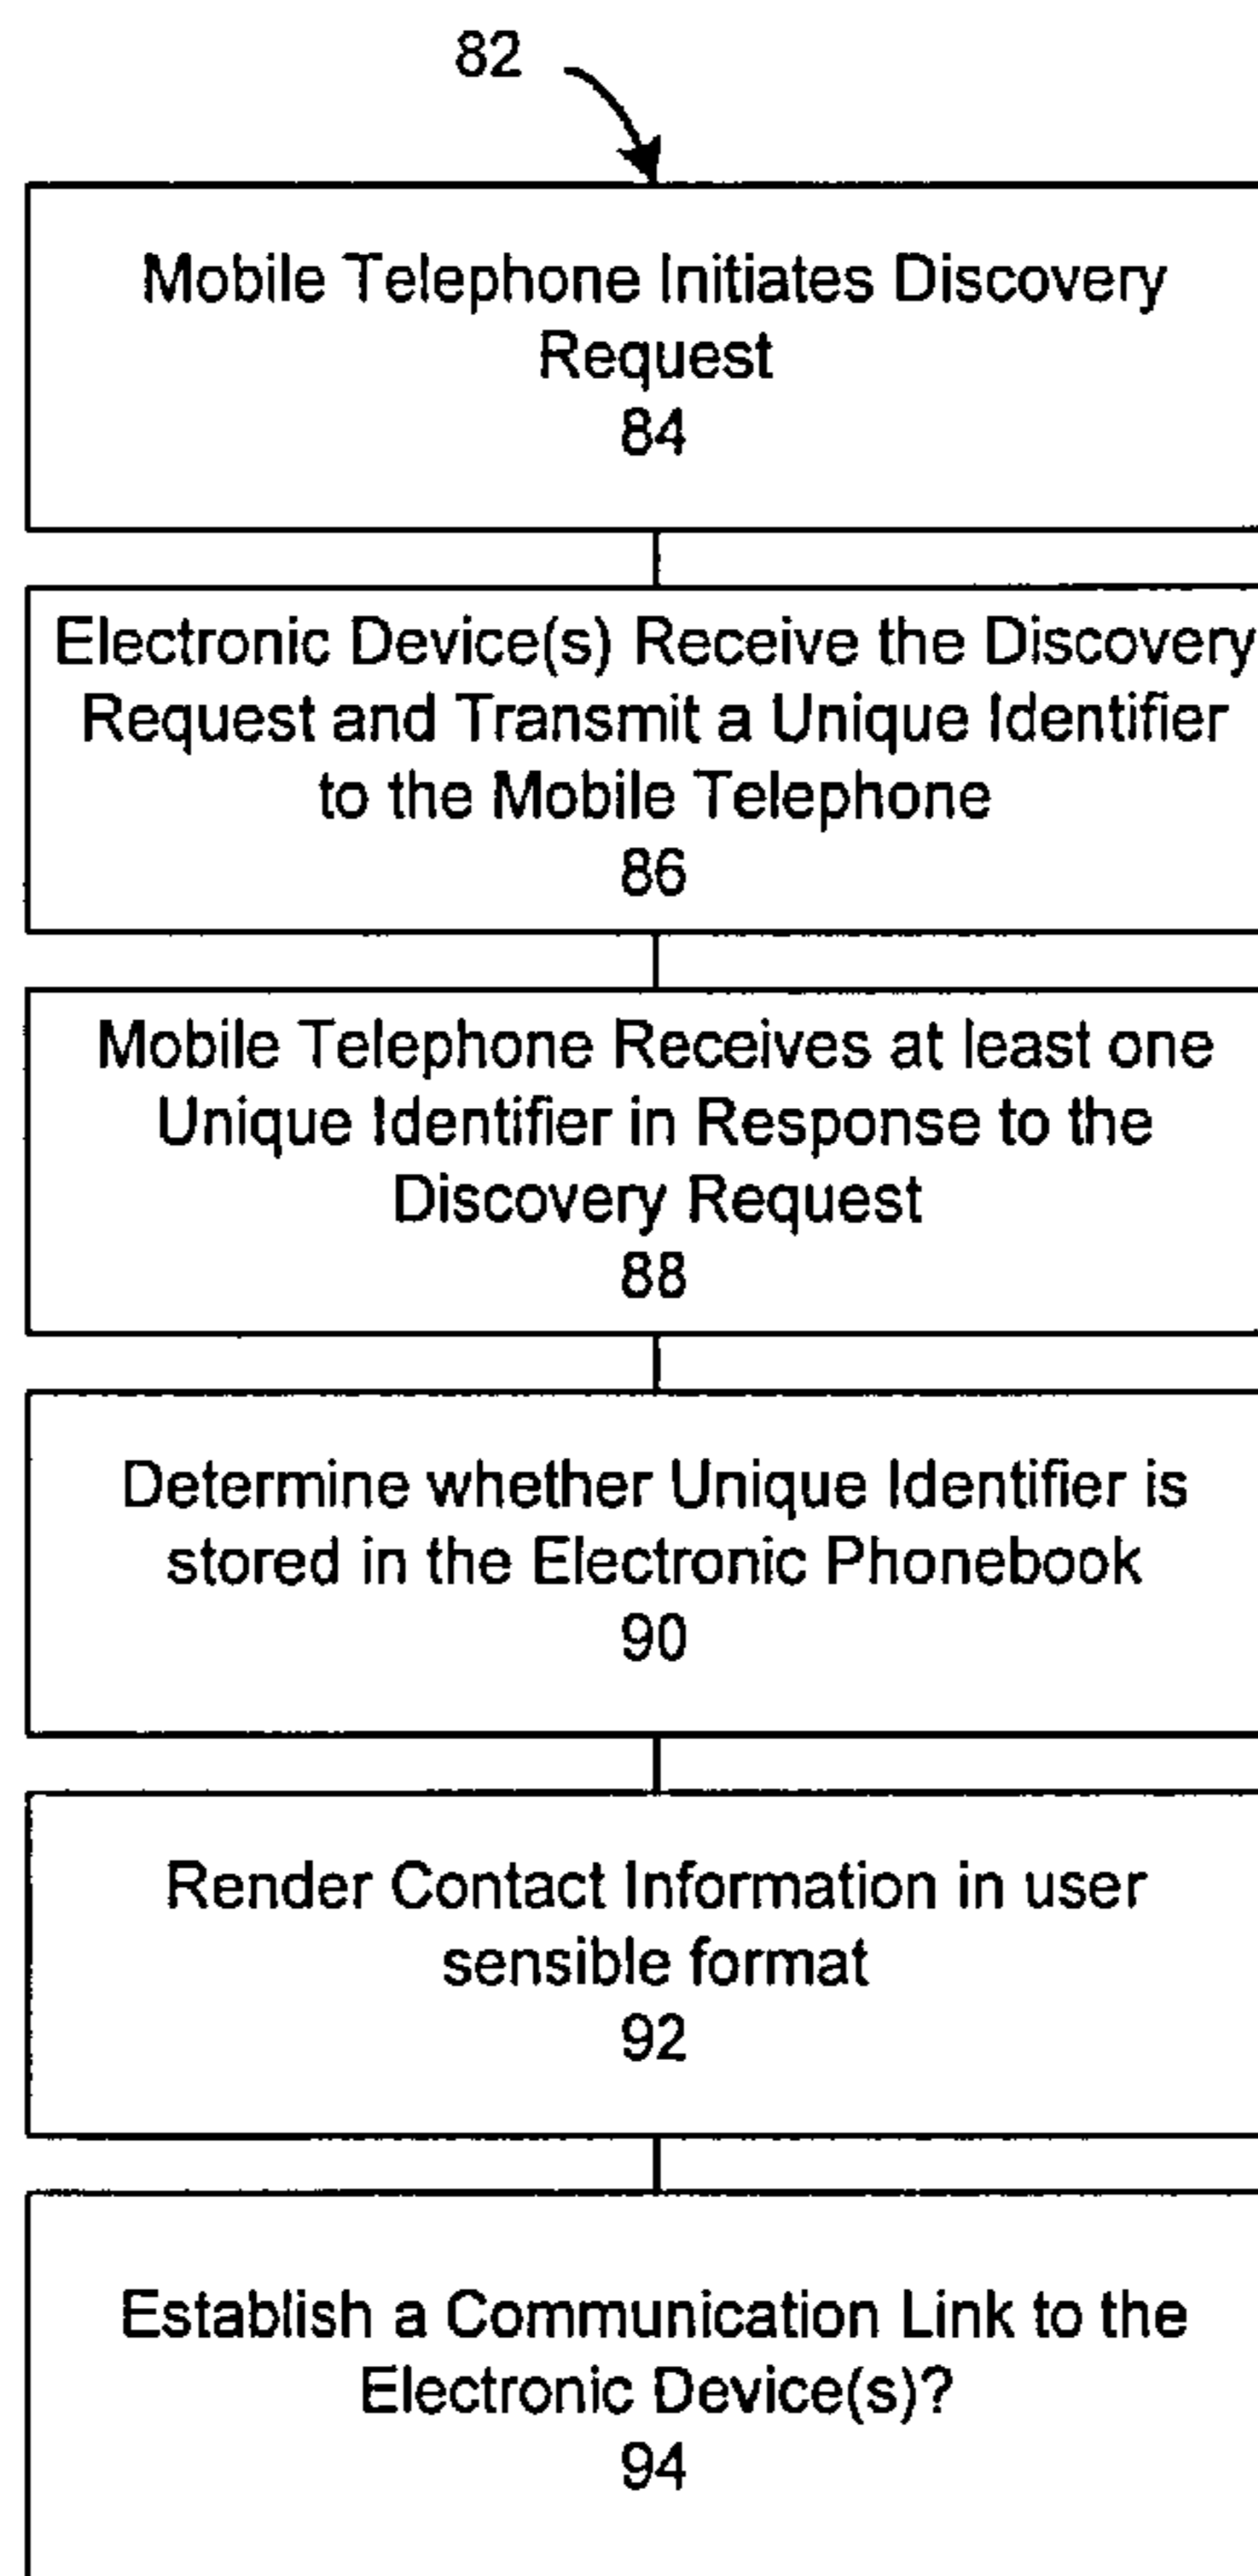 82
Mobile Telephone Initiates Discovery
Request
84
Electronic Device(s) Receive the Discovery
Request and Transmit a Unique Identifier
to the Mobile Telephone
86
Mobile Telephone Receives at least one
Unique Identifier in Response to the
Discovery Request
88
Determine whether Unique Identifier is
stored in the Electronic Phonebook
90
Render Contact Information in user
sensible format
92
Establish a Communication Link to the
Electronic Device(s)?
94